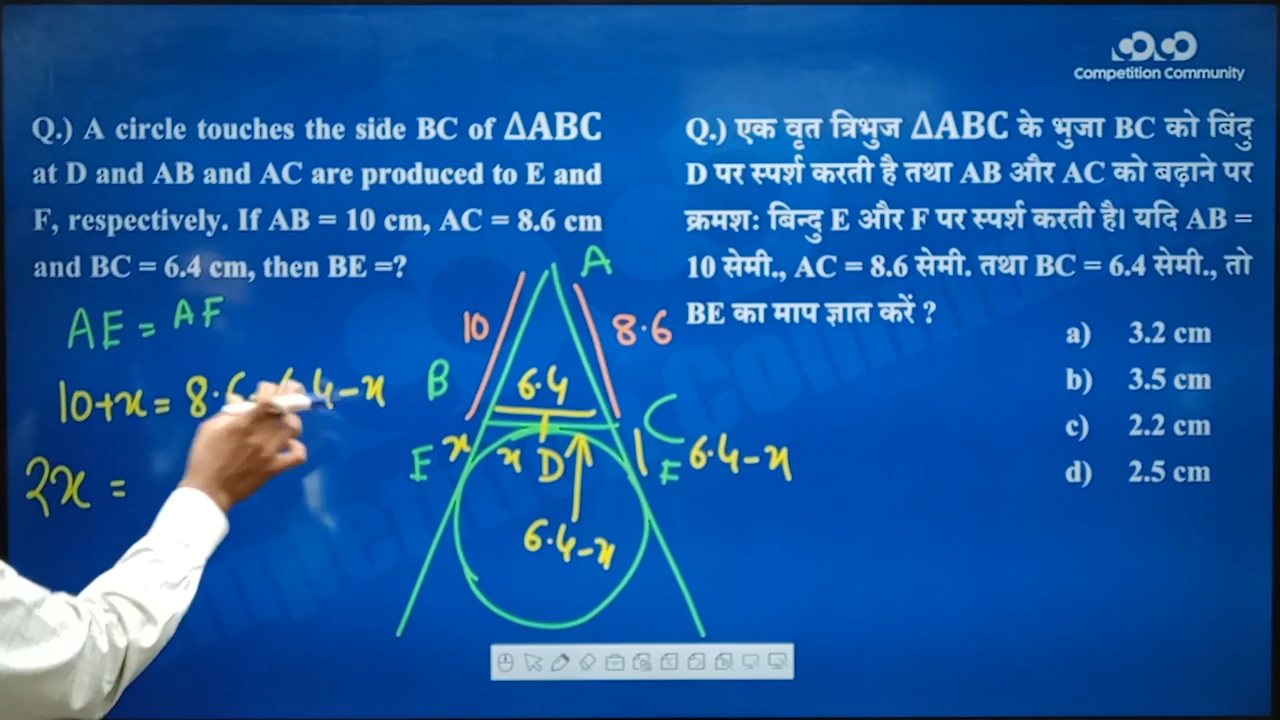 Competition Community
Q.) A circle touches the side BC of ΔABC
at D and AB and AC are produced to E and
F, respectively. If AB = 10 cm, AC = 8.6 cm
and BC = 6.4 cm, then BE =?
Q.) एक वृत त्रिभुज ΔABC के भुजा BC को बिंदु
D पर स्पर्श करती है तथा AB और AC को बढ़ाने पर
क्रमश: बिन्दु E और F पर स्पर्श करती है। यदि AB =
10 सेमी., AC = 8.6 सेमी. तथा BC = 6.4 सेमी., तो
BE का माप ज्ञात करें ?
a) 3.2 cm
b) 3.5 cm
c) 2.2 cm
d) 2.5 cm
AE = AF
10+x = 8.6 6.4-x
2x =
A
10
8.6
B
6.4
C
E
x
x
D
F
6.4-x
6.4-x